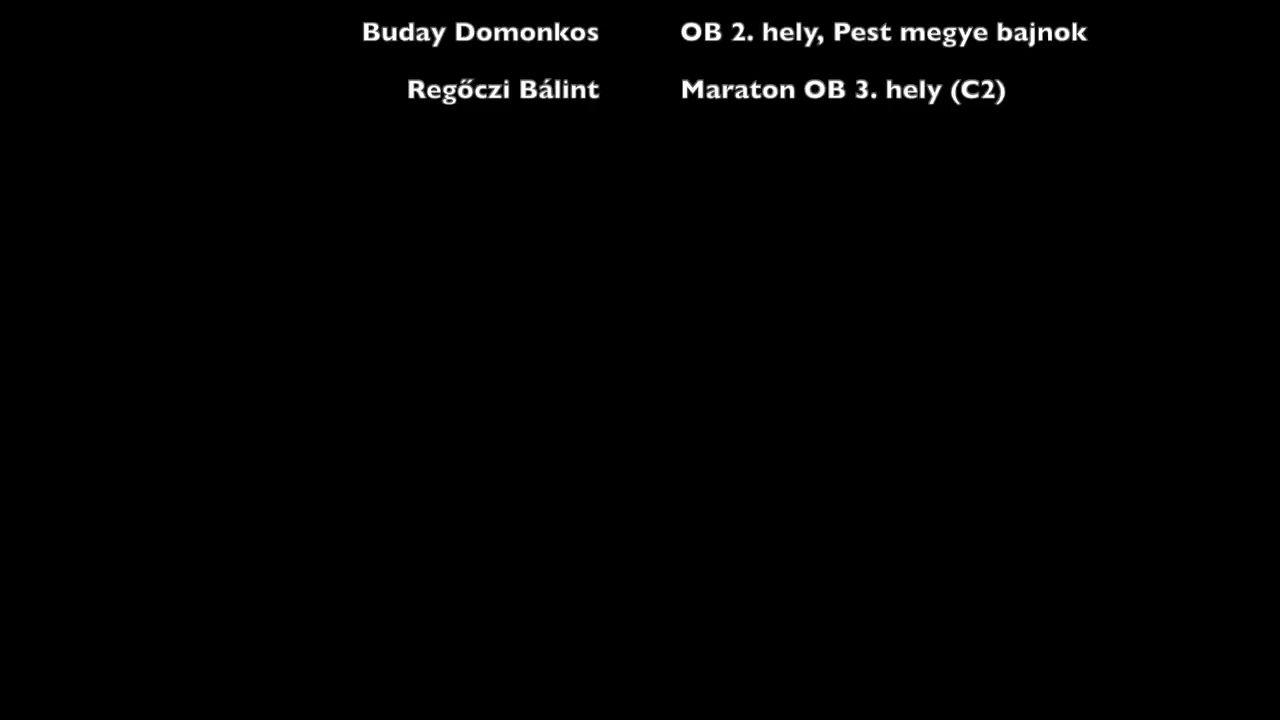 Buday Domonkos OB 2. hely, Pest megye bajnok
Regőczi Bálint Maraton OB 3. hely (C2)